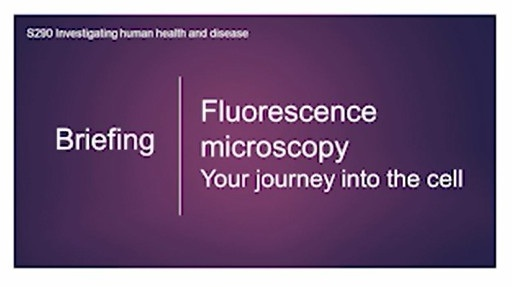 S290 Investigating human health and disease
Briefing
Fluorescence
microscopy
Your journey into the cell